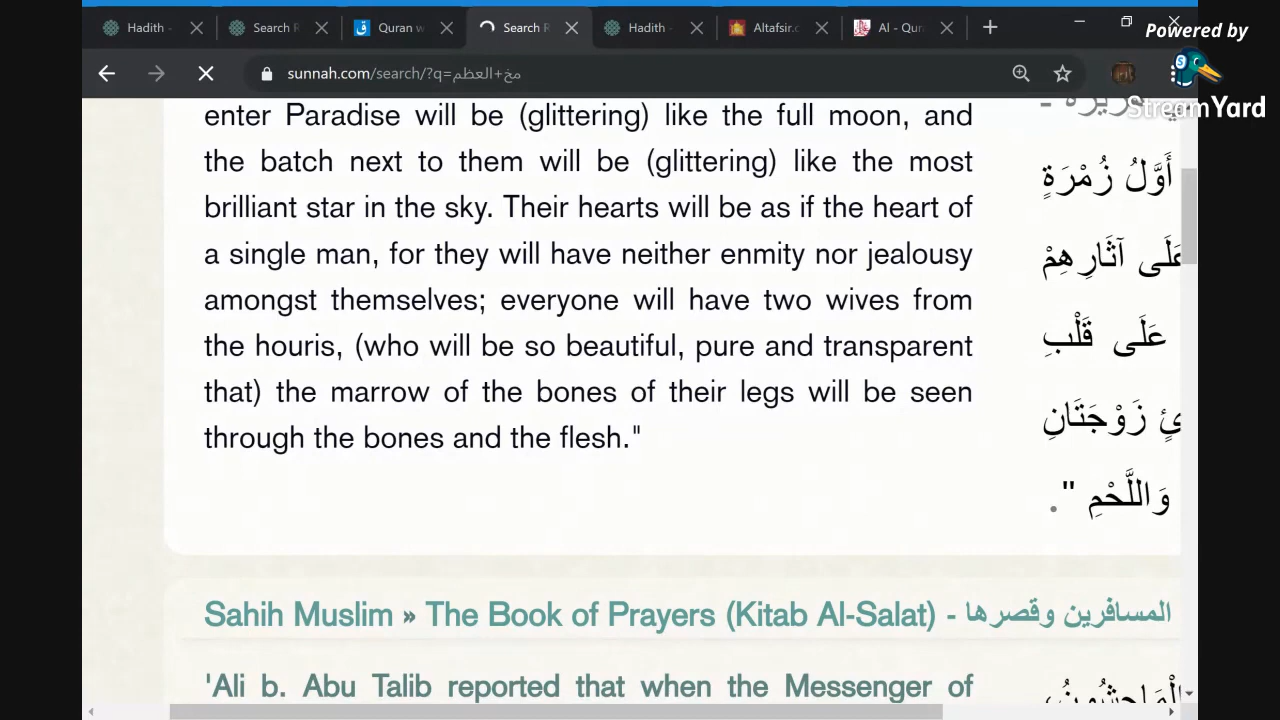 Hadith -
Search R
Quran w
Search R
Hadith -
Altafsir.c
Al - Qur
Powered by
StreamYard
sunnah.com/search/?q=مخ+العظم
enter Paradise will be (glittering) like the full moon, and
the batch next to them will be (glittering) like the most
brilliant star in the sky. Their hearts will be as if the heart of
a single man, for they will have neither enmity nor jealousy
amongst themselves; everyone will have two wives from
the houris, (who will be so beautiful, pure and transparent
that) the marrow of the bones of their legs will be seen
through the bones and the flesh."
أَوَّلُ زُمْرَةٍ
عَلَى آثَارِهِمْ
عَلَى قَلْبِ
زَوْجَتَانِ
وَاللَّحْمِ ‏"‏‏.‏
Sahih Muslim » The Book of Prayers (Kitab Al-Salat) - المسافرين وقصرها
'Ali b. Abu Talib reported that when the Messenger of